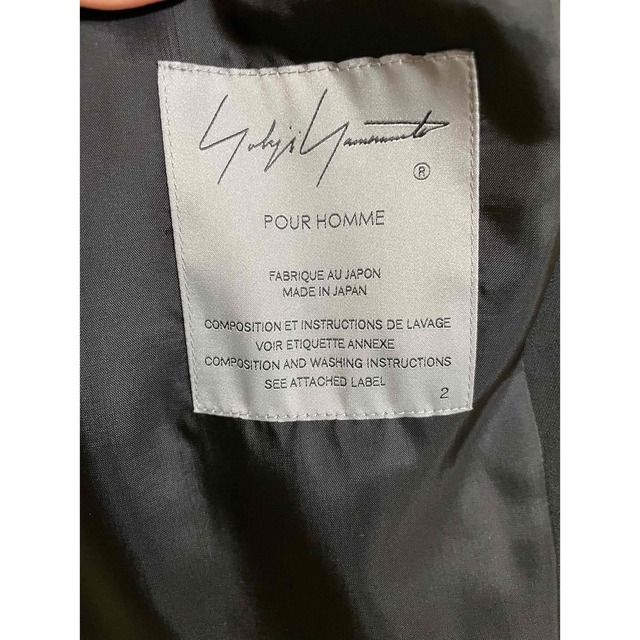 Yohji Yamamoto
®
POUR HOMME
FABRIQUE AU JAPON
MADE IN JAPAN
COMPOSITION ET INSTRUCTIONS DE LAVAGE
VOIR ETIQUETTE ANNEXE
COMPOSITION AND WASHING INSTRUCTIONS
SEE ATTACHED LABEL
2